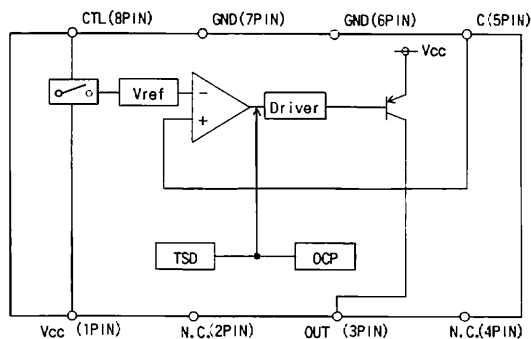 CTL(8PIN) GND(7PIN) GND(6PIN) C(5PIN)
Vcc
Vref
−
+
Driver
TSD
OCP
Vcc (1PIN) N.C.(2PIN) OUT (3PIN) N.C.(4PIN)